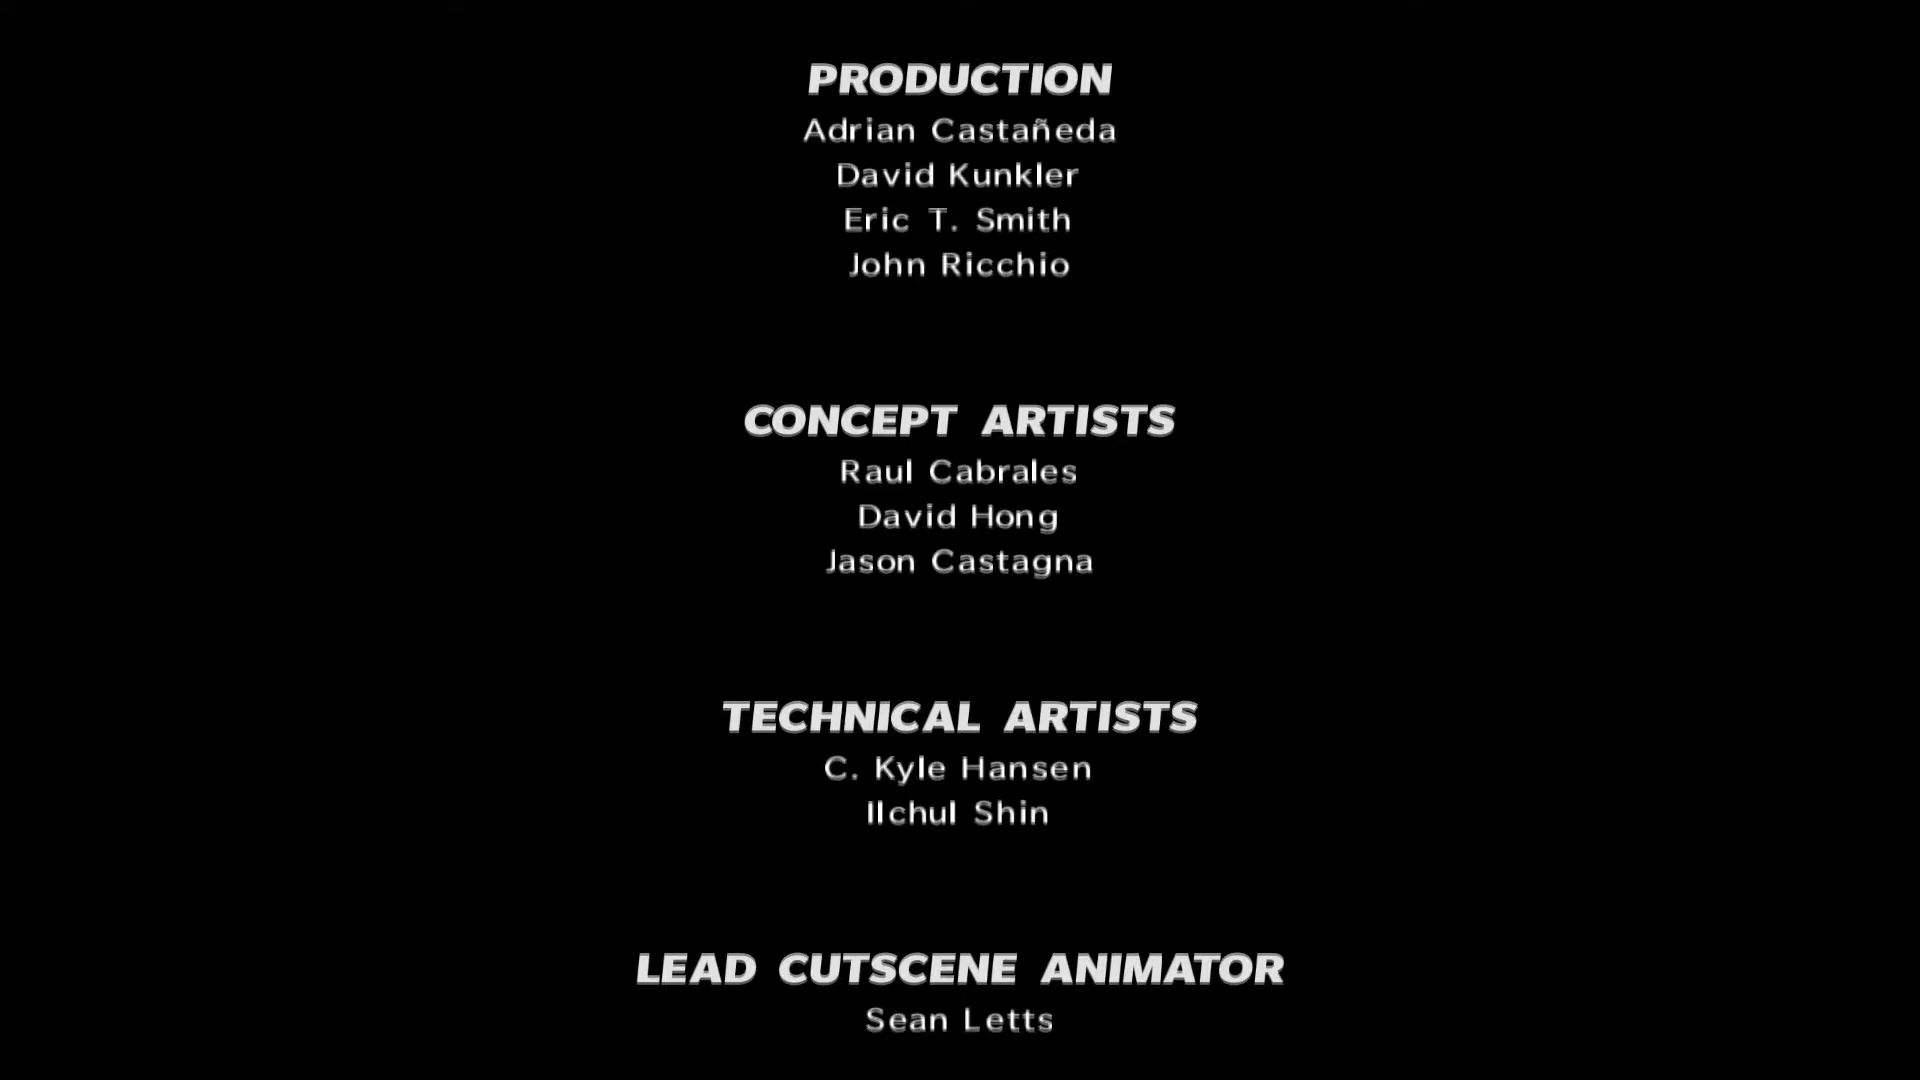 PRODUCTION
Adrian Castañeda
David Kunkler
Eric T. Smith
John Ricchio
CONCEPT ARTISTS
Raul Cabrales
David Hong
Jason Castagna
TECHNICAL ARTISTS
C. Kyle Hansen
Ilchul Shin
LEAD CUTSCENE ANIMATOR
Sean Letts